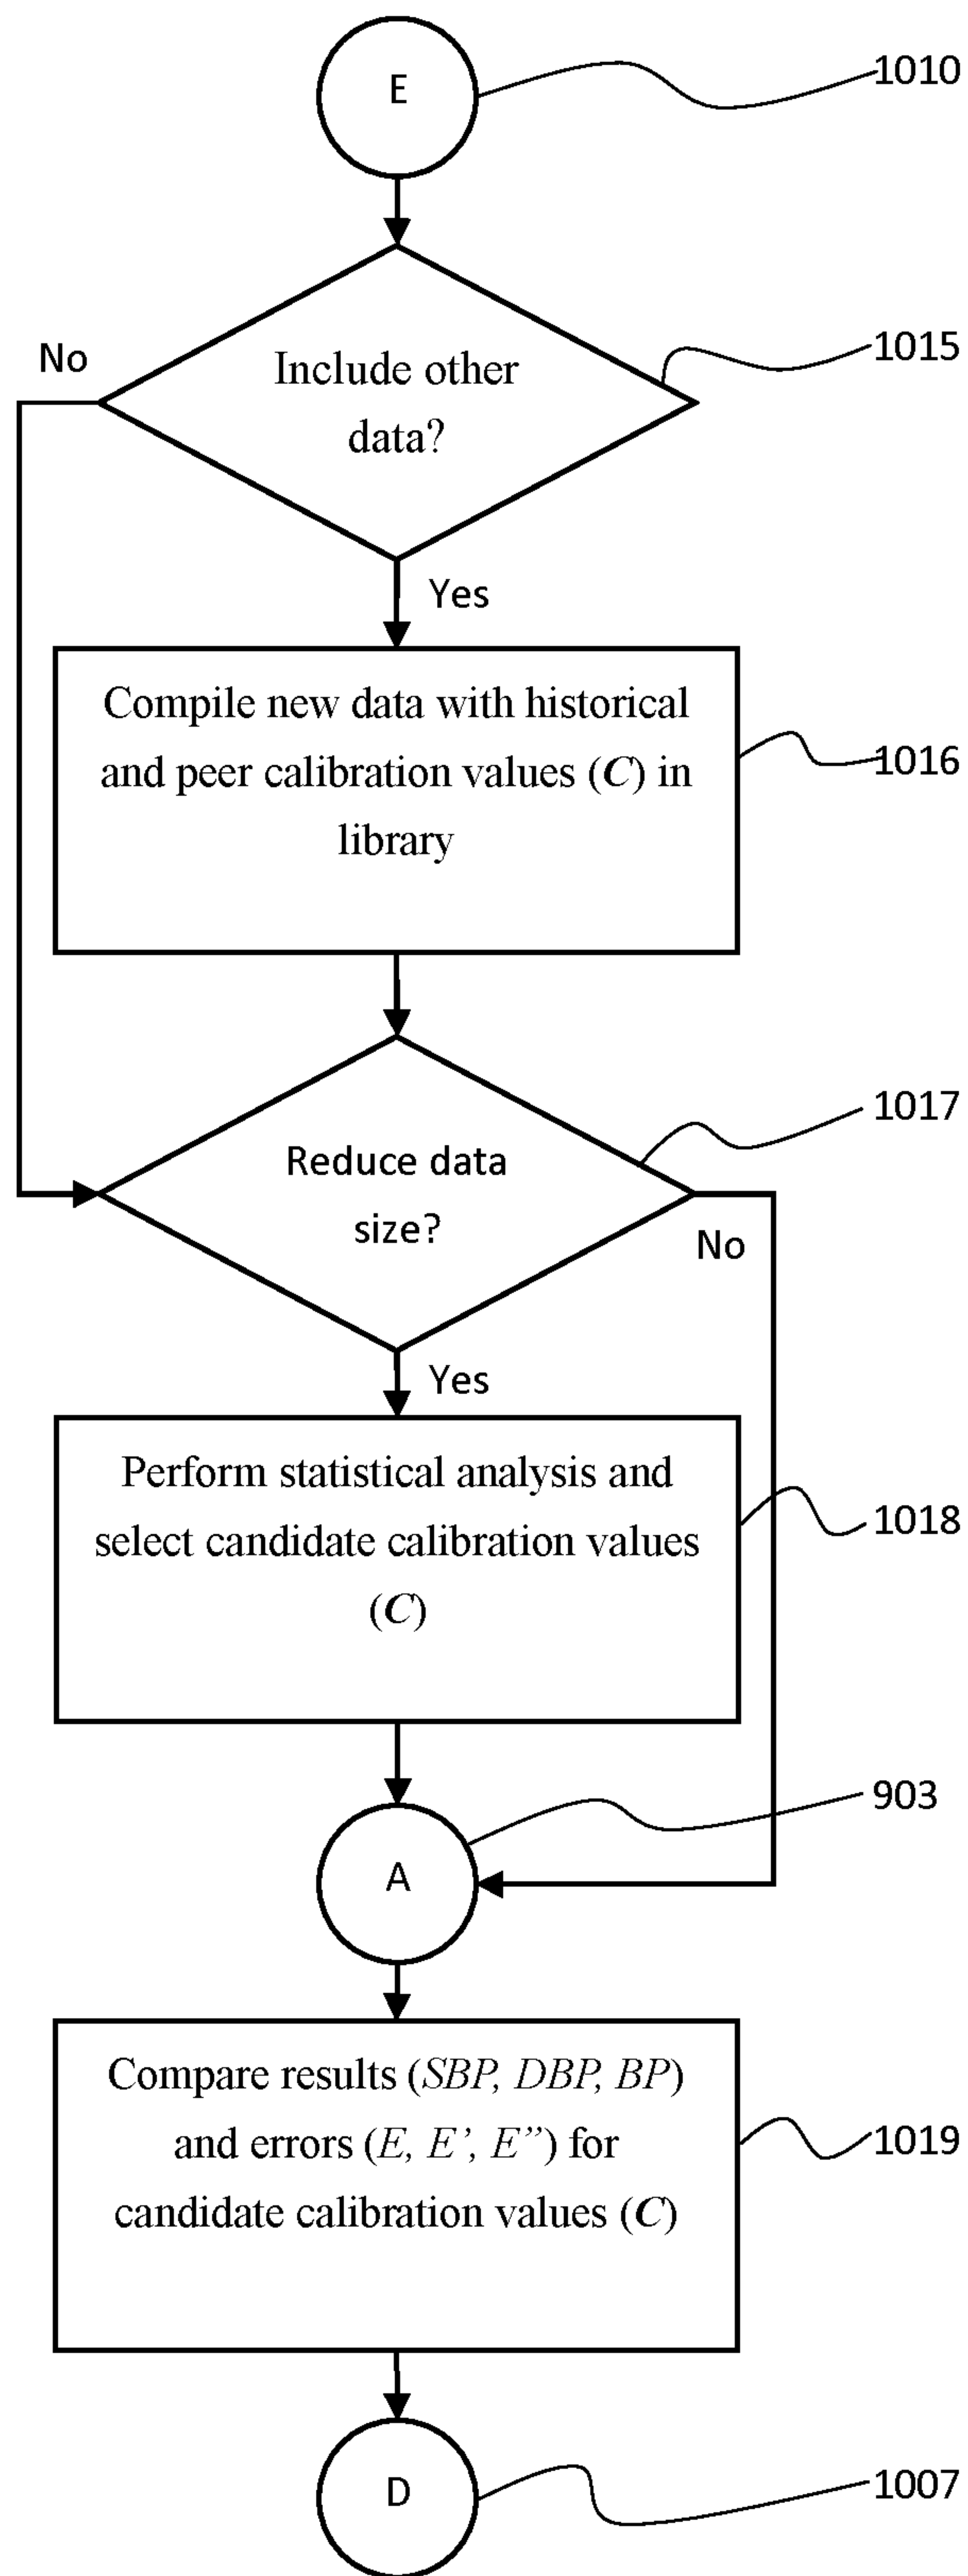 E
1010
No
Include other
data?
1015
Yes
Compile new data with historical
and peer calibration values (C) in
library
1016
1017
Reduce data
size?
No
Yes
Perform statistical analysis and
select candidate calibration values
(C)
1018
903
A
Compare results (SBP, DBP, BP)
and errors (E, E’, E”) for
candidate calibration values (C)
1019
D
1007